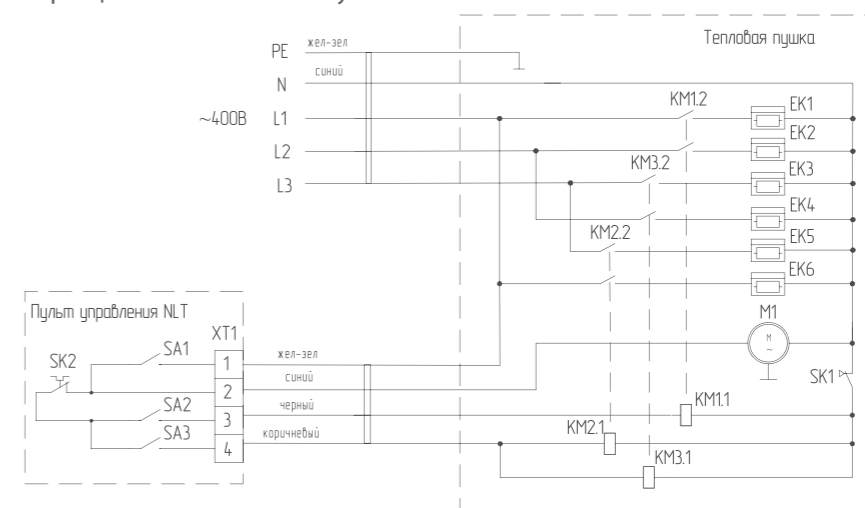 Тепловая пушка
PE жел-зел
N синий
~400В L1
L2
L3
KM1.2
EK1
EK2
KM3.2
EK3
EK4
KM2.2
EK5
EK6
M1
M
~
SK1
Пульт управления NLT
XT1
SK2
SA1
1 жел-зел
2 синий
SA2
3 черный
SA3
4 коричневый
KM1.1
KM2.1
KM3.1